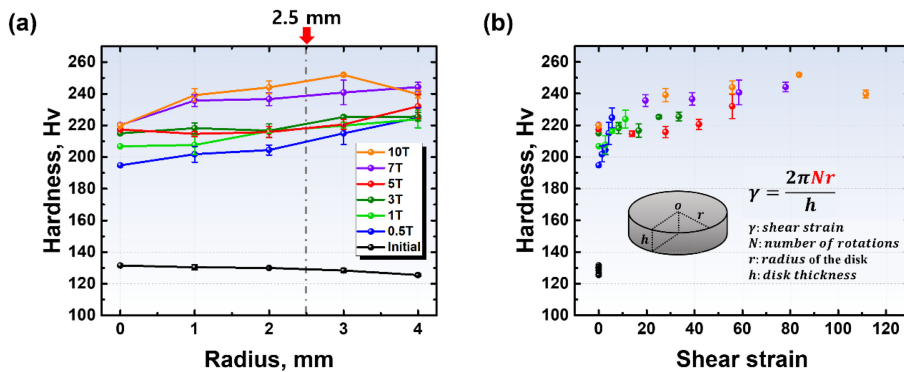 (a)
2.5 mm
Hardness, Hv
260
240
220
200
180
160
140
120
100
10T
7T
5T
3T
1T
0.5T
Initial
0 1 2 3 4
Radius, mm
(b)
Hardness, Hv
260
240
220
200
180
160
140
120
100
γ = 2πNr / h
o
r
h
γ: shear strain
N: number of rotations
r: radius of the disk
h: disk thickness
0 20 40 60 80 100 120
Shear strain